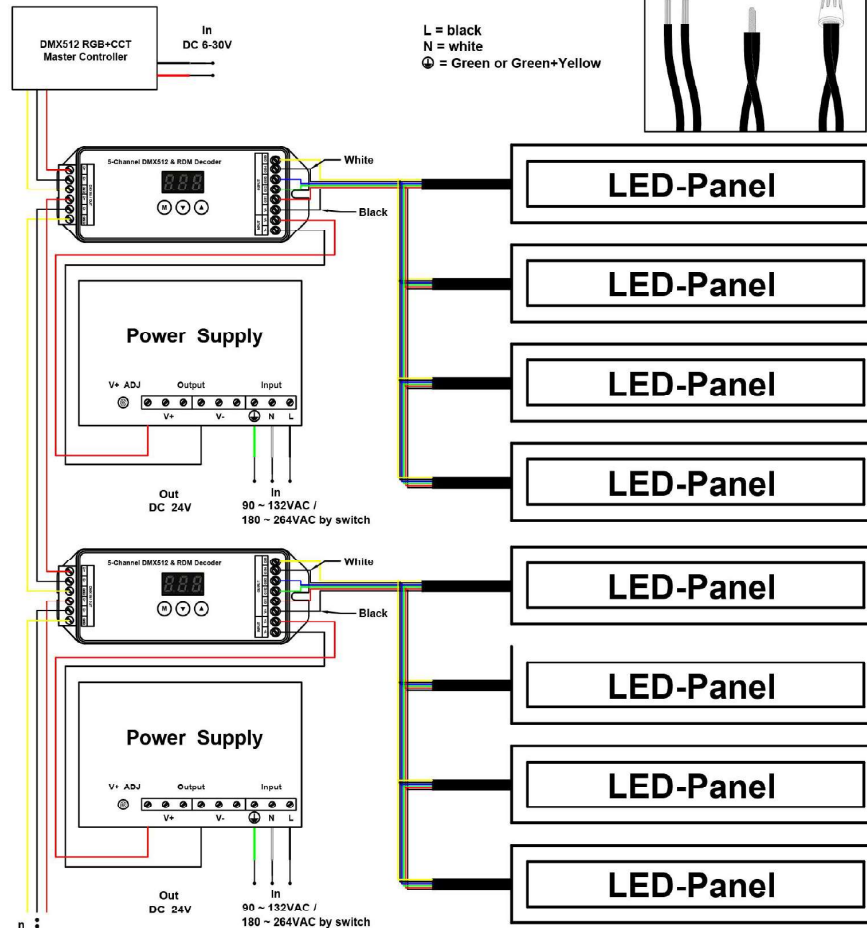 DMX512 RGB+CCT
Master Controller
In
DC 6-30V
L = black
N = white
= Green or Green+Yellow
5-Channel DMX512 & RDM Decoder
888
M
White
Black
LED-Panel
LED-Panel
LED-Panel
LED-Panel
Power Supply
V+ ADJ
Output
Input
V+
V-
N
L
Out
DC 24V
In
90 ~ 132VAC /
180 ~ 264VAC by switch
5-Channel DMX512 & RDM Decoder
888
M
White
Black
LED-Panel
LED-Panel
LED-Panel
LED-Panel
Power Supply
V+ ADJ
Output
Input
V+
V-
N
L
Out
DC 24V
In
90 ~ 132VAC /
180 ~ 264VAC by switch
n